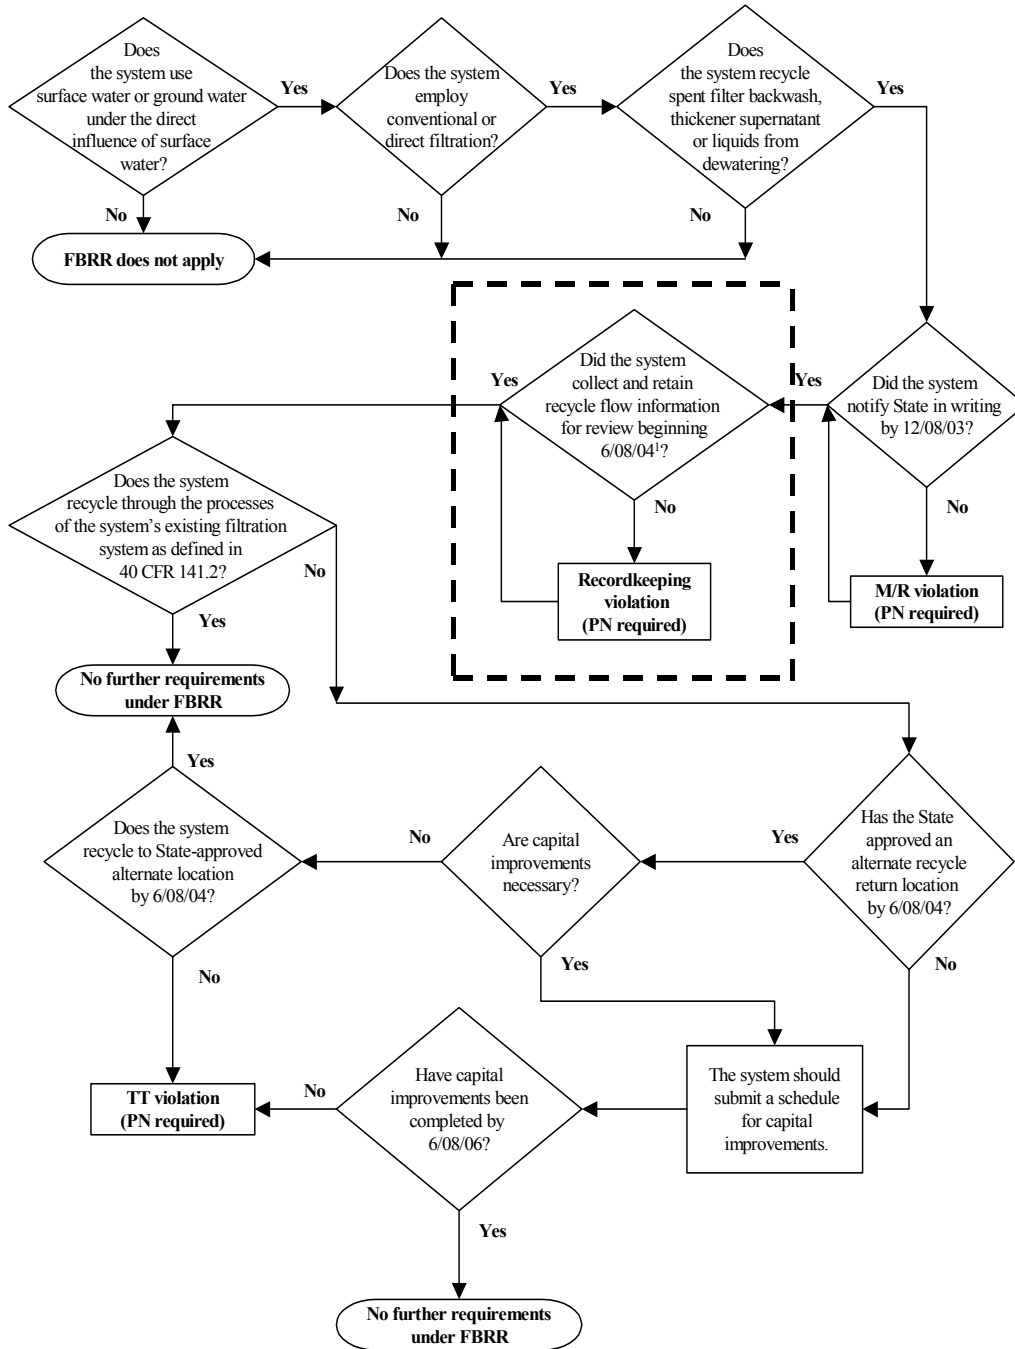 Does
the system use
surface water or ground water
under the direct
influence of surface
water?
Yes
No
Does the system
employ
conventional or
direct filtration?
Yes
No
Does
the system recycle
spent filter backwash,
thickener supernatant
or liquids from
dewatering?
Yes
No
FBRR does not apply
Did the system
notify State in writing
by 12/08/03?
Yes
No
M/R violation
(PN required)
Did the system
collect and retain
recycle flow information
for review beginning
6/08/04¹?
Yes
No
Recordkeeping
violation
(PN required)
Does the system
recycle through the processes
of the system’s existing filtration
system as defined in
40 CFR 141.2?
No
Yes
No further requirements
under FBRR
Yes
Has the State
approved an
alternate recycle
return location
by 6/08/04?
Yes
No
Are capital
improvements
necessary?
No
Yes
Does the system
recycle to State-approved
alternate location
by 6/08/04?
No
TT violation
(PN required)
The system should
submit a schedule
for capital
improvements.
Have capital
improvements been
completed by
6/08/06?
No
Yes
No further requirements
under FBRR